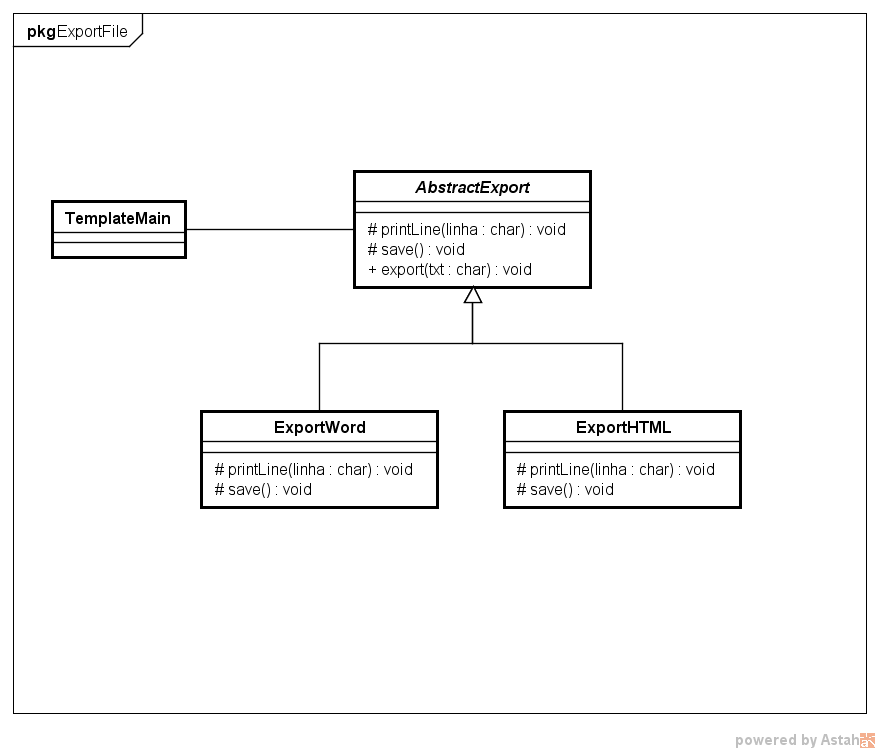 pkgExportFile
TemplateMain
AbstractExport
# printLine(linha : char) : void
# save() : void
+ export(txt : char) : void
ExportWord
# printLine(linha : char) : void
# save() : void
ExportHTML
# printLine(linha : char) : void
# save() : void
powered by Astah